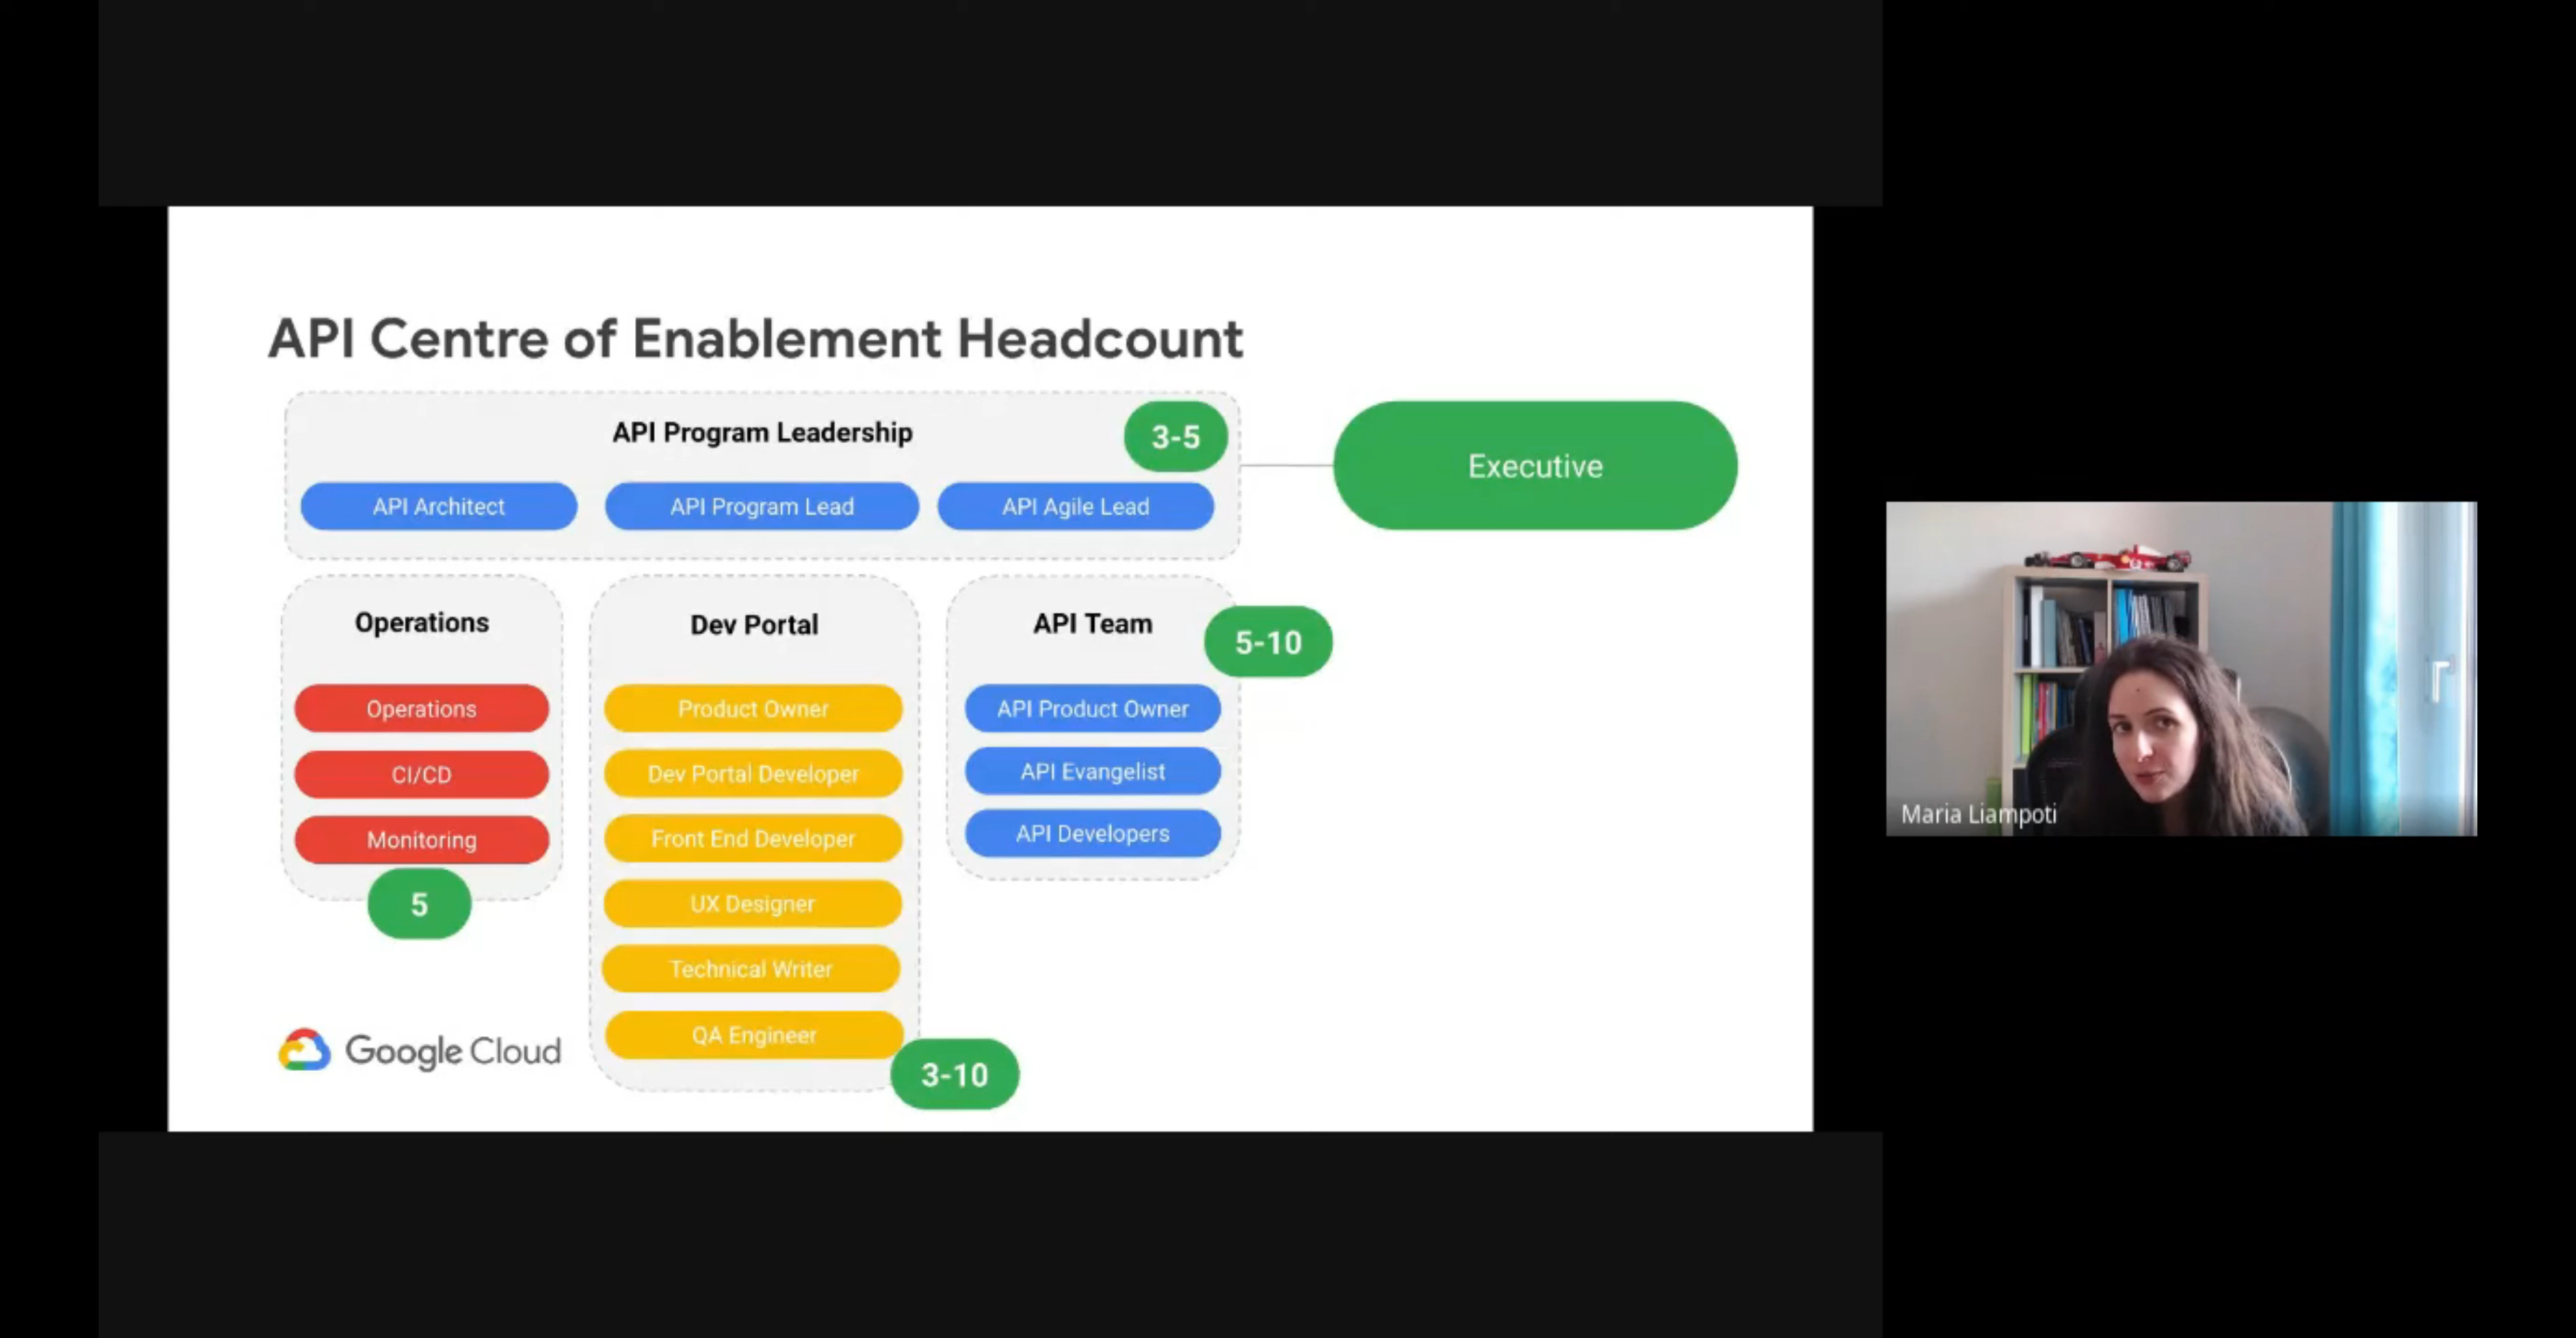 API Centre of Enablement Headcount
API Program Leadership
3-5
API Architect
API Program Lead
API Agile Lead
Executive
Operations
Operations
CI/CD
Monitoring
5
Dev Portal
Product Owner
Dev Portal Developer
Front End Developer
UX Designer
Technical Writer
QA Engineer
3-10
API Team
5-10
API Product Owner
API Evangelist
API Developers
Google Cloud
Maria Liampoti